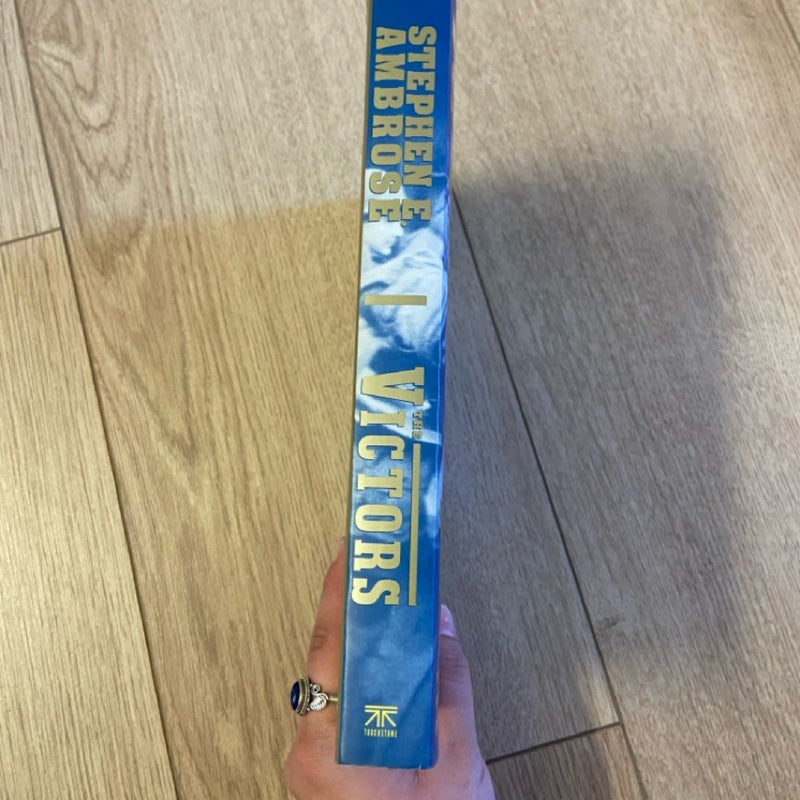 STEPHEN E.
AMBROSE
THE
VICTORS
TOUCHSTONE